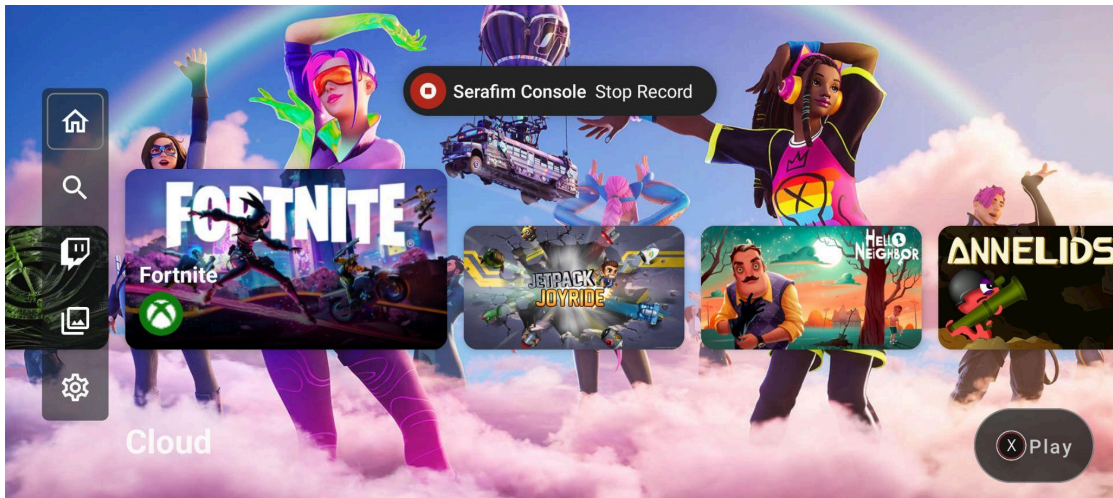 Serafim Console Stop Record
FORTNITE
Fortnite
JETPACK
JOYRIDE
HELLO
NEIGHBOR
ANNELIDS
Cloud
X Play